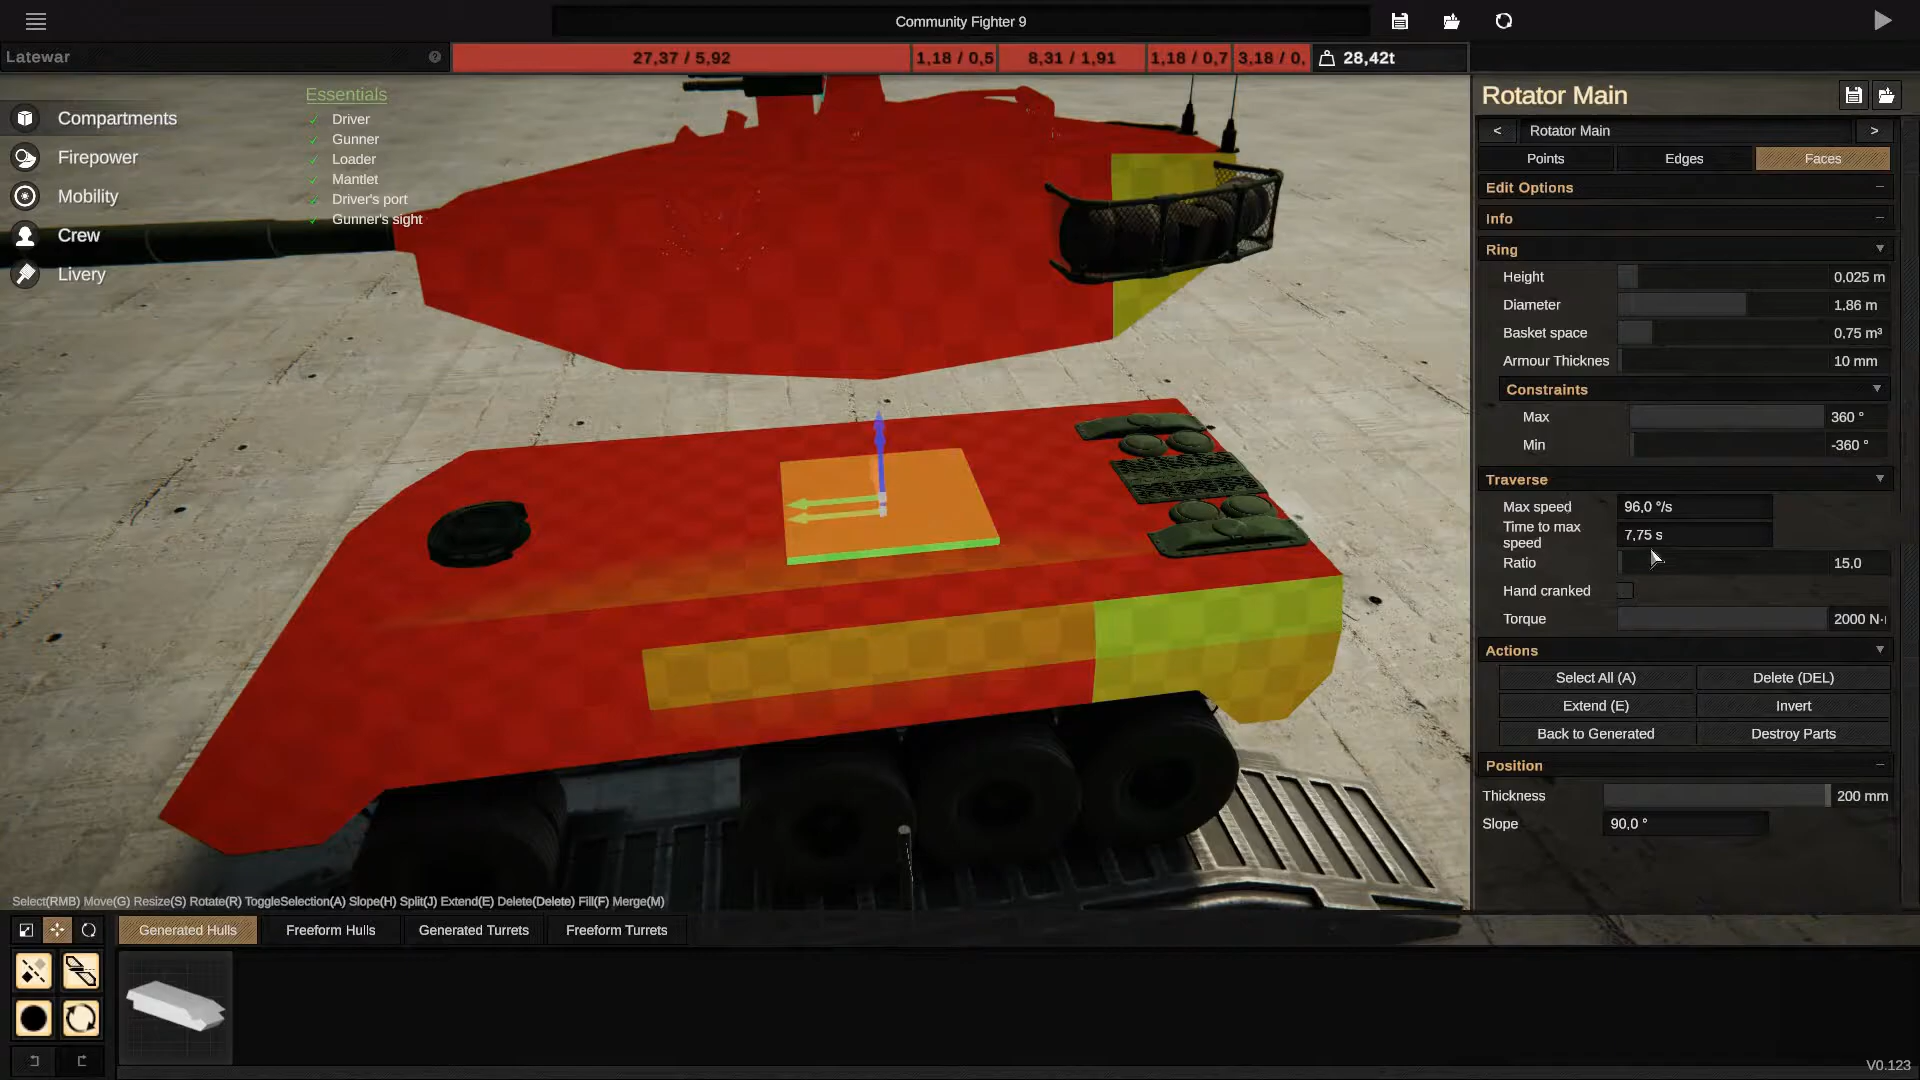 Community Fighter 9
Latewar
27,37 / 5,92
1,18 / 0,5
8,31 / 1,91
1,18 / 0,7
3,18 / 0,
28,42t
Compartments
Firepower
Mobility
Crew
Livery
Essentials
Driver
Gunner
Loader
Mantlet
Driver's port
Gunner's sight
Rotator Main
< Rotator Main >
Points Edges Faces
Edit Options
Info
Ring
Height 0,025 m
Diameter 1,86 m
Basket space 0,75 m³
Armour Thicknes 10 mm
Constraints
Max 360 °
Min -360 °
Traverse
Max speed 96,0 °/s
Time to max speed 7,75 s
Ratio 15,0
Hand cranked
Torque 2000 N·
Actions
Select All (A) Delete (DEL)
Extend (E) Invert
Back to Generated Destroy Parts
Position
Thickness 200 mm
Slope 90,0 °
Select(RMB) Move(G) Resize(S) Rotate(R) ToggleSelection(A) Slope(H) Split(J) Extend(E) Delete(Delete) Fill(F) Merge(M)
Generated Hulls Freeform Hulls Generated Turrets Freeform Turrets
V0.123